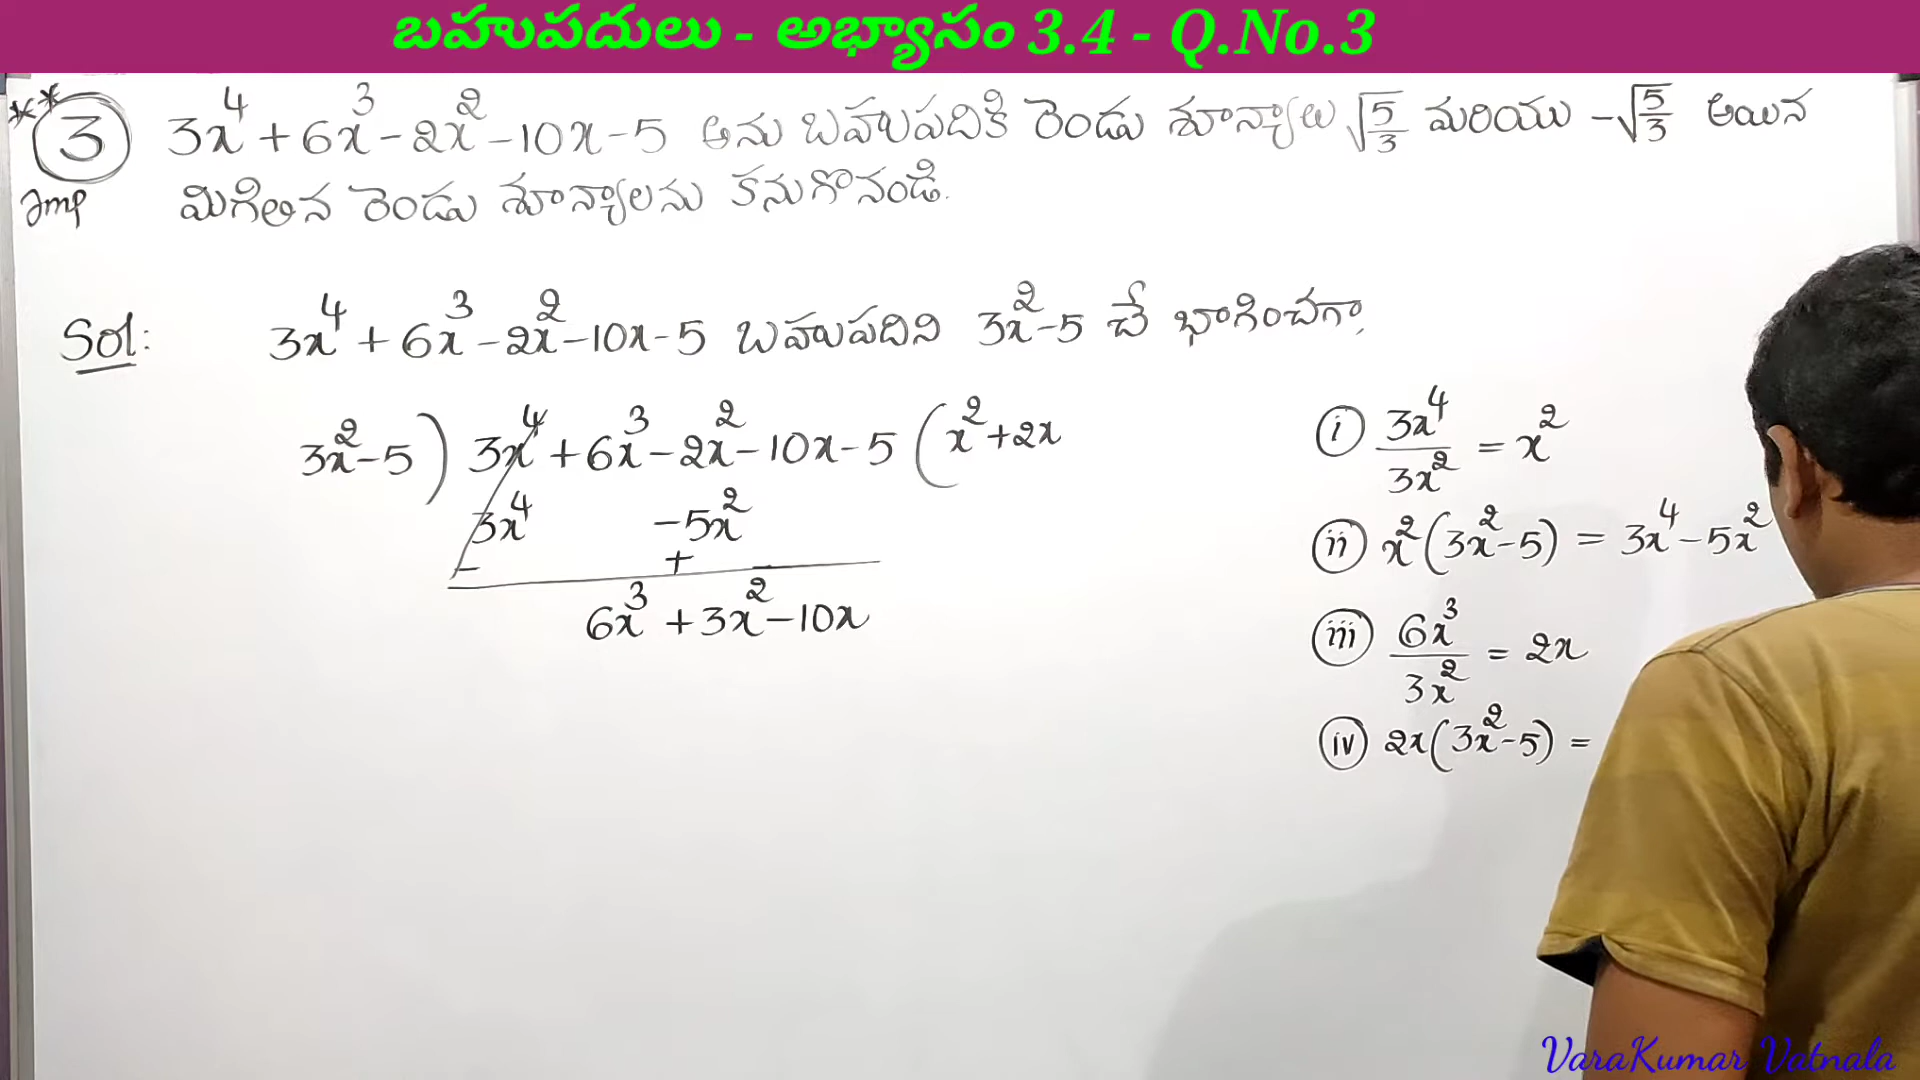 బహుపదులు - అభ్యాసం 3.4 - Q.No.3
** 3 3x⁴ + 6x³ - 2x² - 10x - 5 అను బహుపదికి రెండు శూన్యాలు √5/3 మరియు -√5/3 అయిన
Imp మిగిలిన రెండు శూన్యాలను కనుగొనండి.
Sol: 3x⁴ + 6x³ - 2x² - 10x - 5 బహుపదిని 3x² - 5 చే భాగించగా,
3x² - 5 ) 3x⁴ + 6x³ - 2x² - 10x - 5 ( x² + 2x
3x⁴ - 5x²
- +
6x³ + 3x² - 10x
(i) 3x⁴/3x² = x²
(ii) x²(3x² - 5) = 3x⁴ - 5x²
(iii) 6x³/3x² = 2x
(iv) 2x(3x² - 5) =
VaraKumar Vatnala